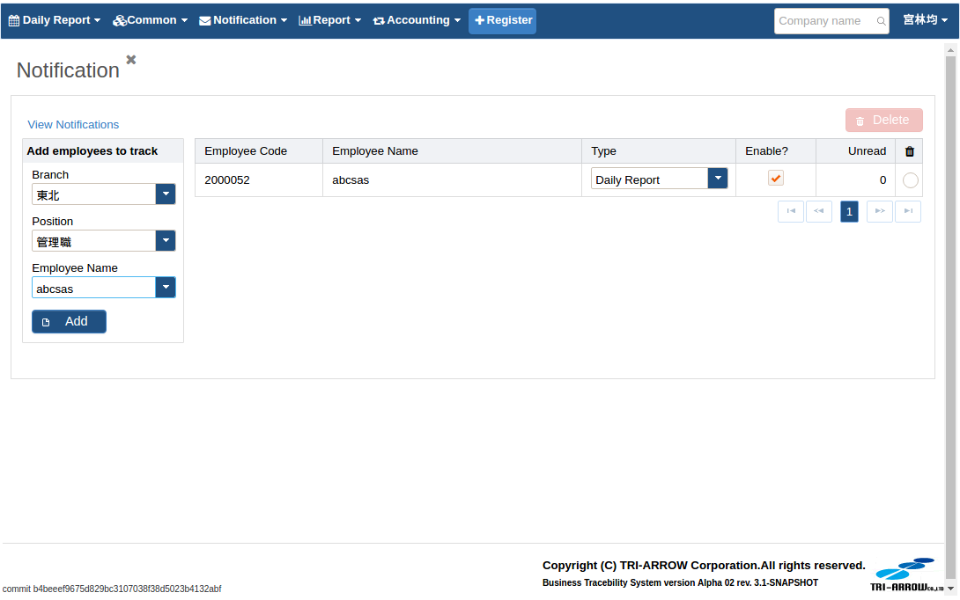 Daily Report Common Notification Report Accounting Register Company name 宮林均
Notification
View Notifications Delete
Add employees to track Employee Code Employee Name Type Enable? Unread
Branch
東北 2000052 abcsas Daily Report 0
Position 1
管理職
Employee Name
abcsas
Add
Copyright (C) TRI-ARROW Corporation.All rights reserved.
Business Tracebility System version Alpha 02 rev. 3.1-SNAPSHOT TRI-ARROW
commit b4beeef9675d829bc3107038f38d5023b4132abf